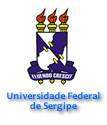 FLUENDO CRESCIT
Universidade Federal
de Sergipe